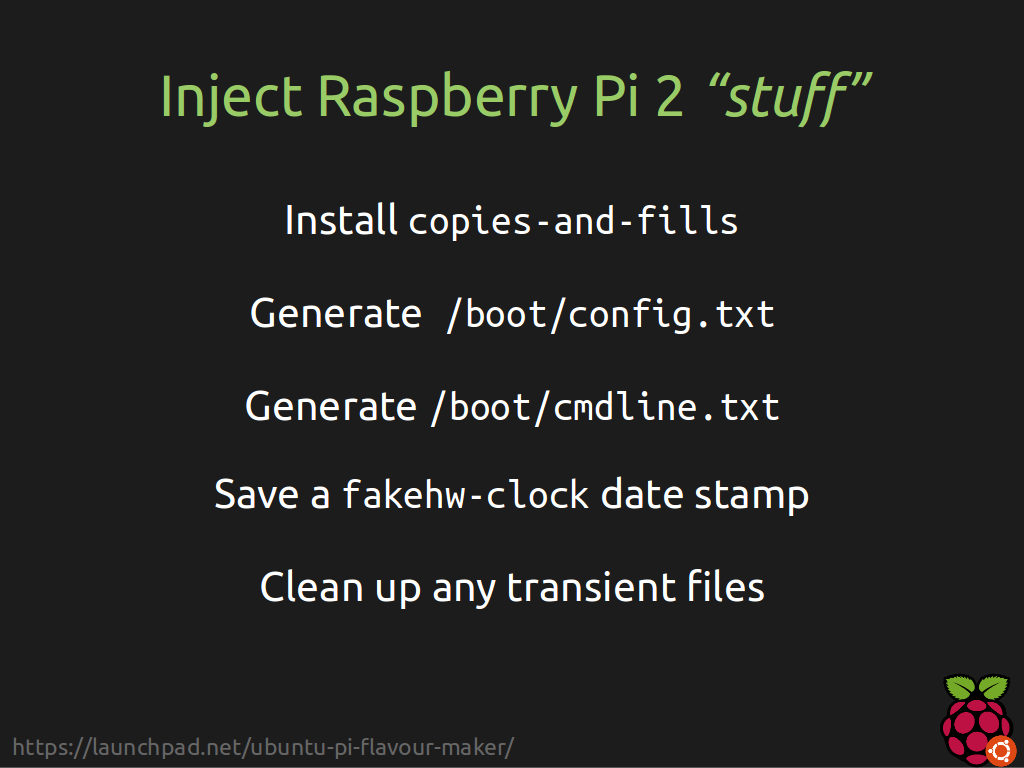 Inject Raspberry Pi 2 “stuff”
Install copies-and-fills
Generate /boot/config.txt
Generate /boot/cmdline.txt
Save a fakehw-clock date stamp
Clean up any transient files
https://launchpad.net/ubuntu-pi-flavour-maker/